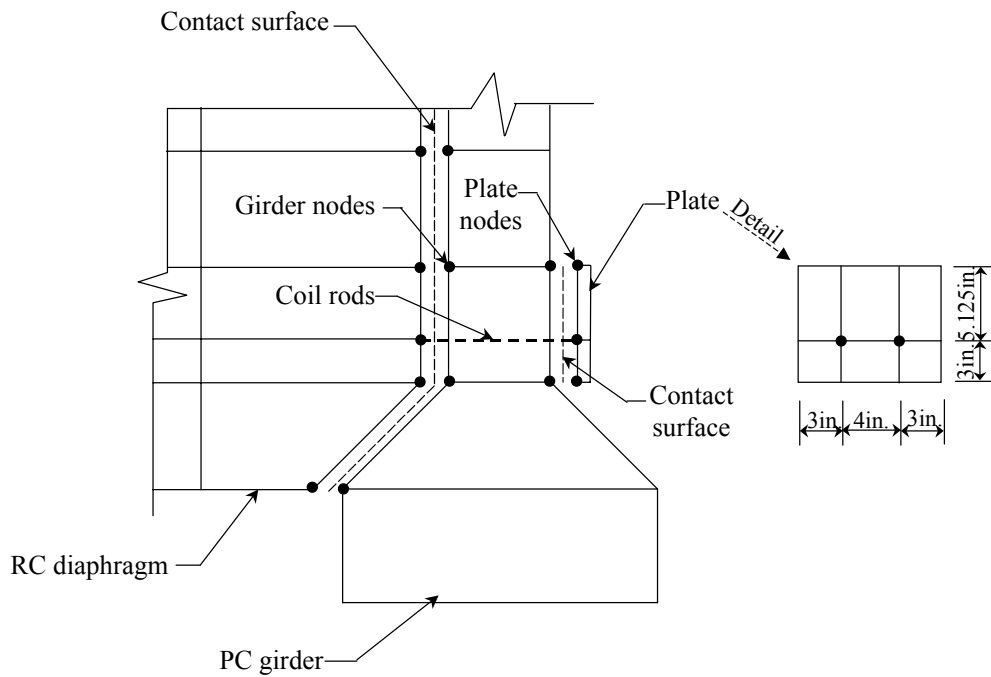 Contact surface
Girder nodes
Plate
nodes
Plate
Detail
Coil rods
5.125in.
3in.
3in.
4in.
3in.
Contact
surface
RC diaphragm
PC girder